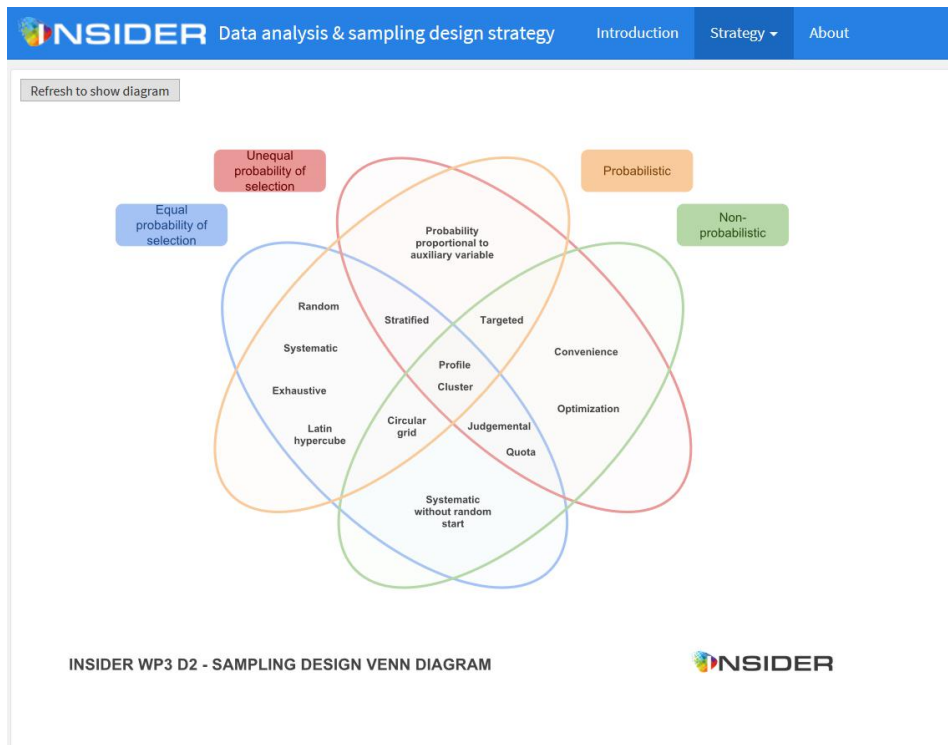 INSIDER Data analysis & sampling design strategy Introduction Strategy About
Refresh to show diagram
Unequal
probability of
selection
Probabilistic
Equal
probability of
selection
Non-
probabilistic
Probability
proportional to
auxiliary variable
Random
Stratified
Targeted
Systematic
Convenience
Profile
Exhaustive
Cluster
Optimization
Circular
grid
Latin
hypercube
Judgemental
Quota
Systematic
without random
start
INSIDER WP3 D2 - SAMPLING DESIGN VENN DIAGRAM
INSIDER